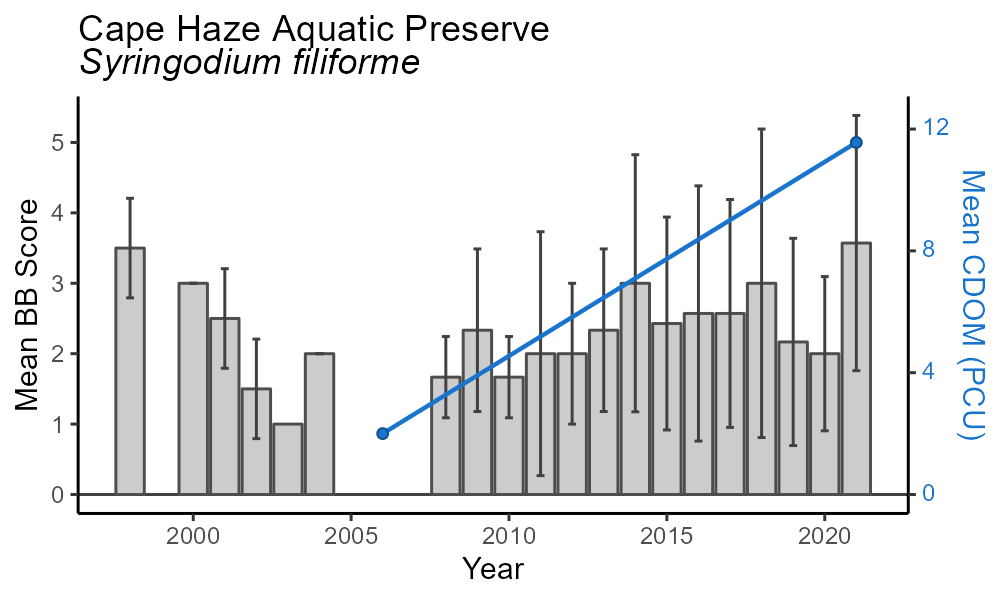 Cape Haze Aquatic Preserve
Syringodium filiforme
Mean BB Score
5
4
3
2
1
0
12
8
4
0
Mean CDOM (PCU)
2000 2005 2010 2015 2020
Year